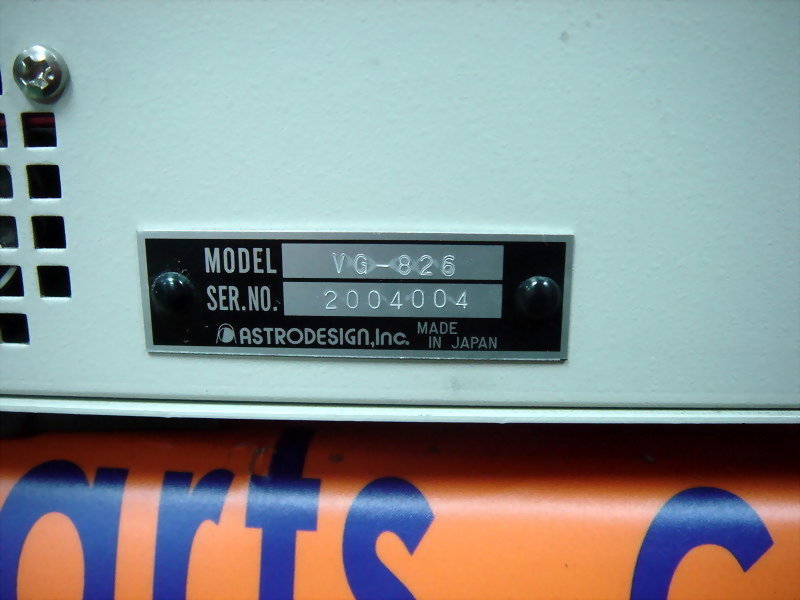 MODEL VG-826
SER.NO. 2004004
ASTRODESIGN,Inc. MADE
IN JAPAN
arts